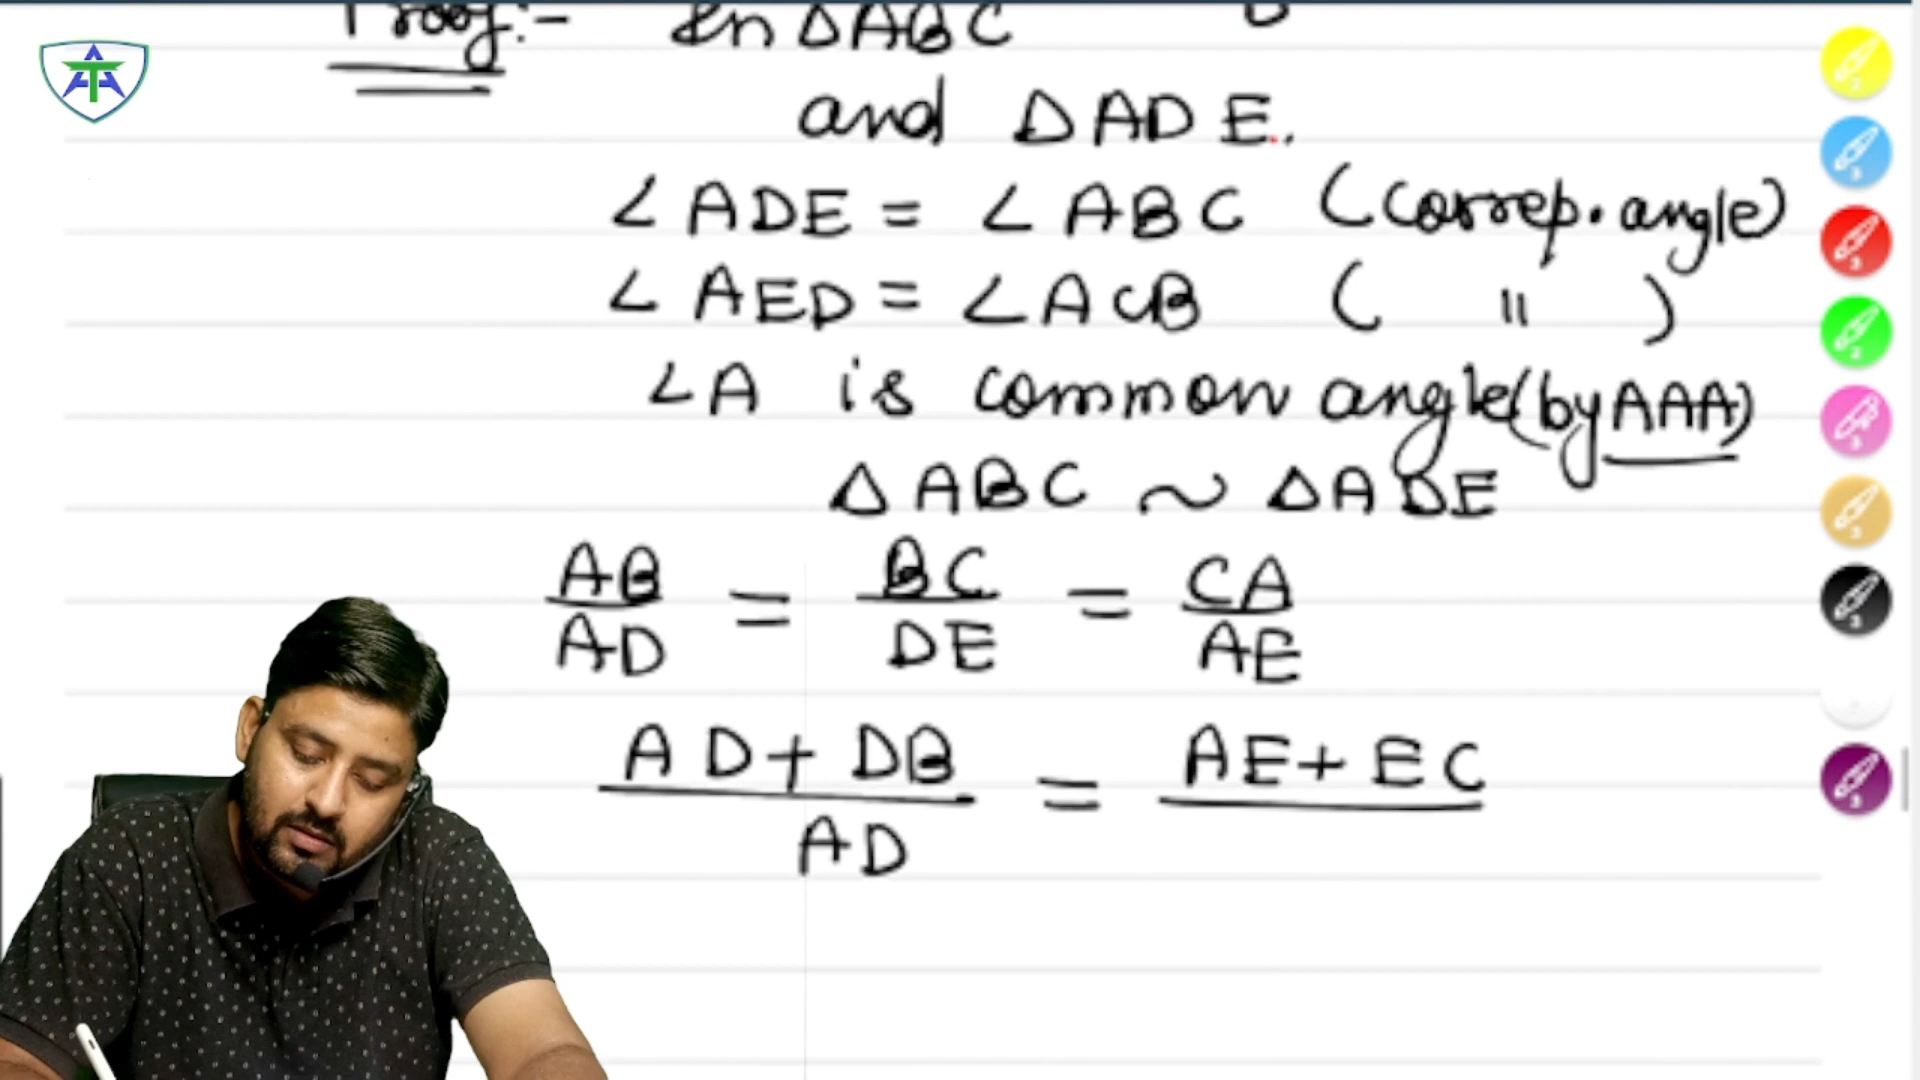 Proof:- In ΔABC
and ΔADE.
∠ADE = ∠ABC (corresp. angle)
∠AED = ∠ACB ( " )
∠A is common angle (by AAA)
ΔABC ~ ΔADE
AB/AD = BC/DE = CA/AE
AD+DB/AD = AE+EC